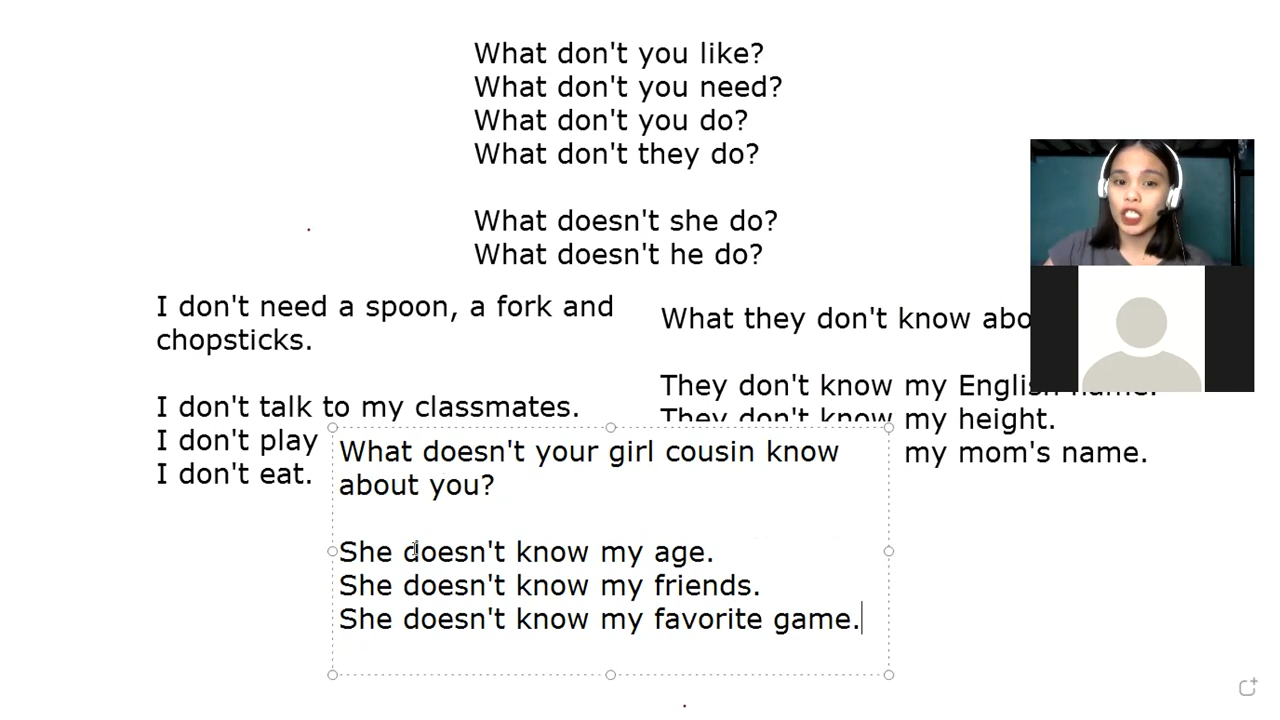 What don't you like?
What don't you need?
What don't you do?
What don't they do?
What doesn't she do?
What doesn't he do?
I don't need a spoon, a fork and
chopsticks.
I don't talk to my classmates.
I don't play
I don't eat.
What they don't know
They don't know my English name.
They don't know my height.
my mom's name.
What doesn't your girl cousin know
about you?
She doesn't know my age.
She doesn't know my friends.
She doesn't know my favorite game.